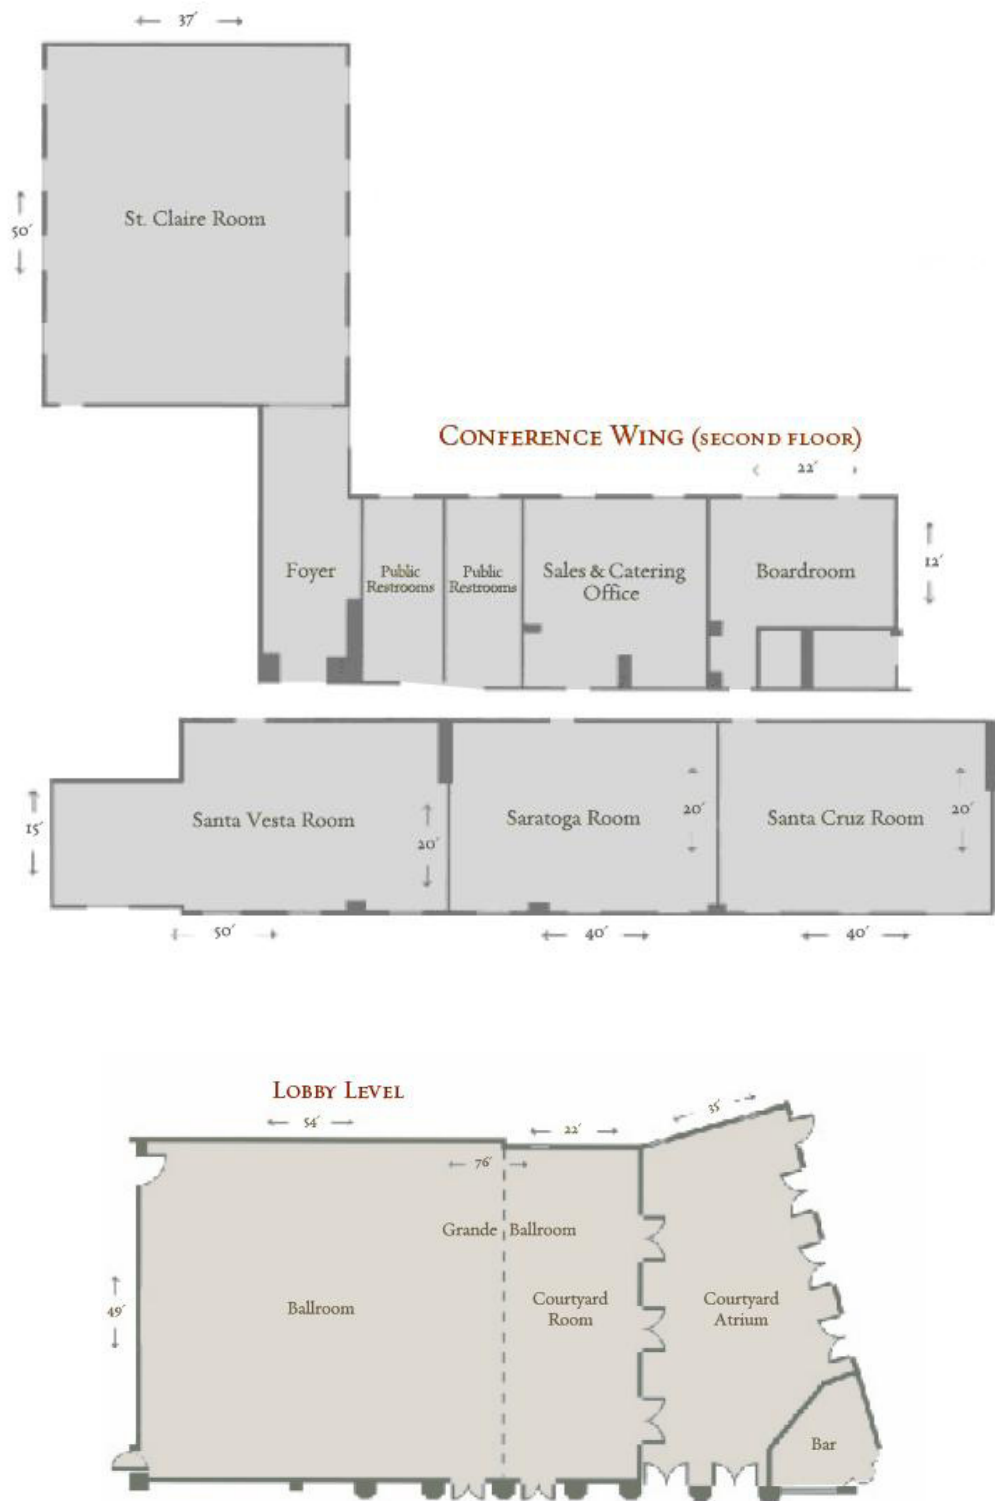 37′
St. Claire Room
50′
CONFERENCE WING (SECOND FLOOR)
22′
12′
Foyer
Public
Restrooms
Public
Restrooms
Sales & Catering
Office
Boardroom
15′
Santa Vesta Room
20′
Saratoga Room
20′
Santa Cruz Room
20′
50′
40′
40′
LOBBY LEVEL
54′
22′
35′
76′
Grande Ballroom
49′
Ballroom
Courtyard
Room
Courtyard
Atrium
Bar